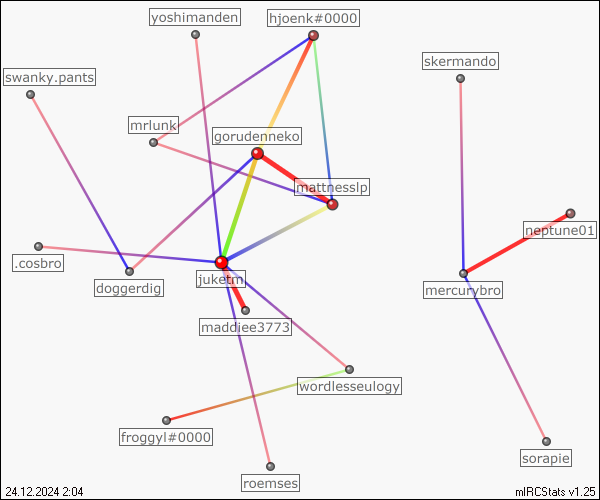 yoshimanden
hjoenk#0000
skermando
swanky.pants
mrlunk
gorudenneko
mattnesslp
neptune01
.cosbro
juketm
doggerdig
mercurybro
maddiee3773
wordlesseulogy
froggyl#0000
sorapie
roemses
24.12.2024 2:04
mIRCStats v1.25